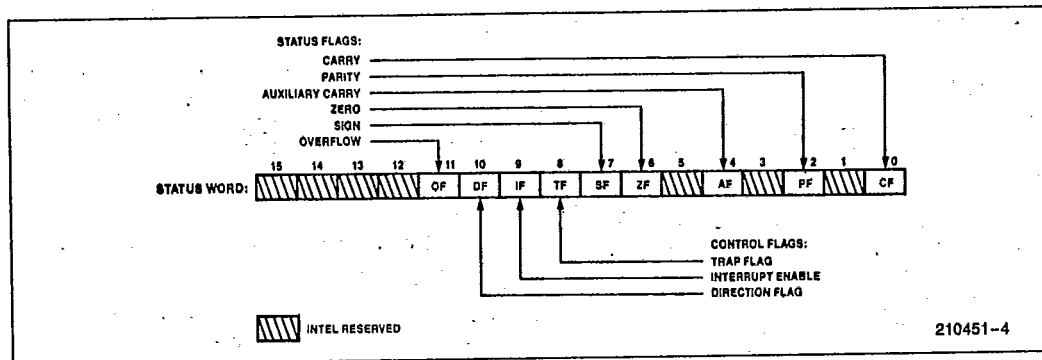 STATUS FLAGS:
CARRY
PARITY
AUXILIARY CARRY
ZERO
SIGN
OVERFLOW
15 14 13 12 11 10 9 8 7 6 5 4 3 2 1 0
STATUS WORD: OF DF IF TF SF ZF AF PF CF
CONTROL FLAGS:
TRAP FLAG
INTERRUPT ENABLE
DIRECTION FLAG
INTEL RESERVED
210451-4